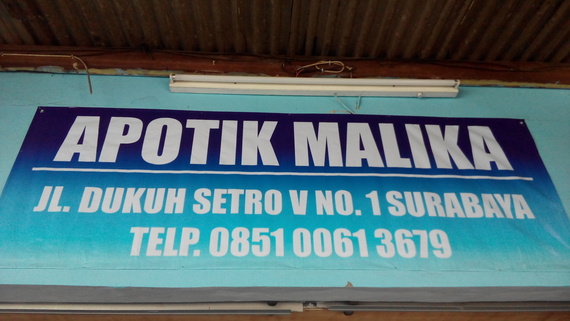 APOTIK MALIKA
JL. DUKUH SETRO V NO. 1 SURABAYA
TELP. 0851 0061 3679